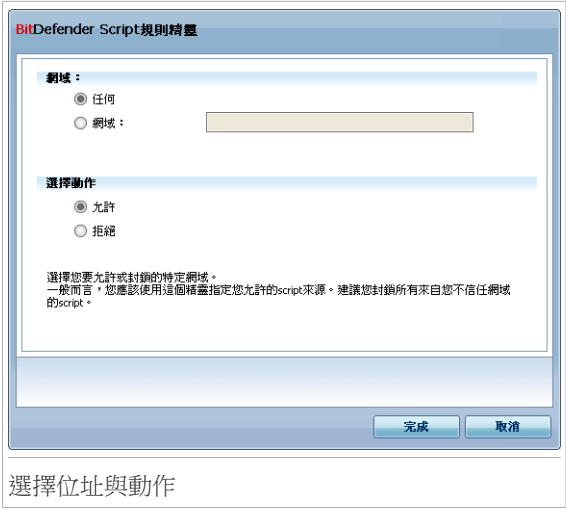 BitDefender Script規則精靈
網域：
任何
網域：
選擇動作
允許
拒絕
選擇您要允許或封鎖的特定網域。
一般而言，您應該使用這個精靈指定您允許的script來源。建議您封鎖所有來自您不信任網域
的script。
完成 取消
選擇位址與動作